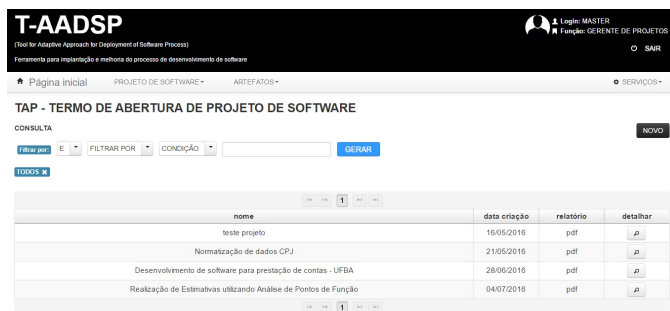 T-AADSP
(Tool for Adaptive Approach for Deployment of Software Process)
Ferramenta para implantação e melhoria do processo de desenvolvimento de software
Login: MASTER
Função: GERENTE DE PROJETOS
SAIR
Página inicial PROJETO DE SOFTWARE ARTEFATOS SERVIÇOS
TAP - TERMO DE ABERTURA DE PROJETO DE SOFTWARE
CONSULTA
NOVO
Filtrar por: E FILTRAR POR CONDIÇÃO GERAR
TODOS ×
1
nome data criação relatório detalhar
teste projeto 16/05/2016 pdf
Normatização de dados CPJ 21/05/2016 pdf
Desenvolvimento de software para prestação de contas - UFBA 28/06/2016 pdf
Realização de Estimativas utilizando Análise de Pontos de Função 04/07/2016 pdf
1